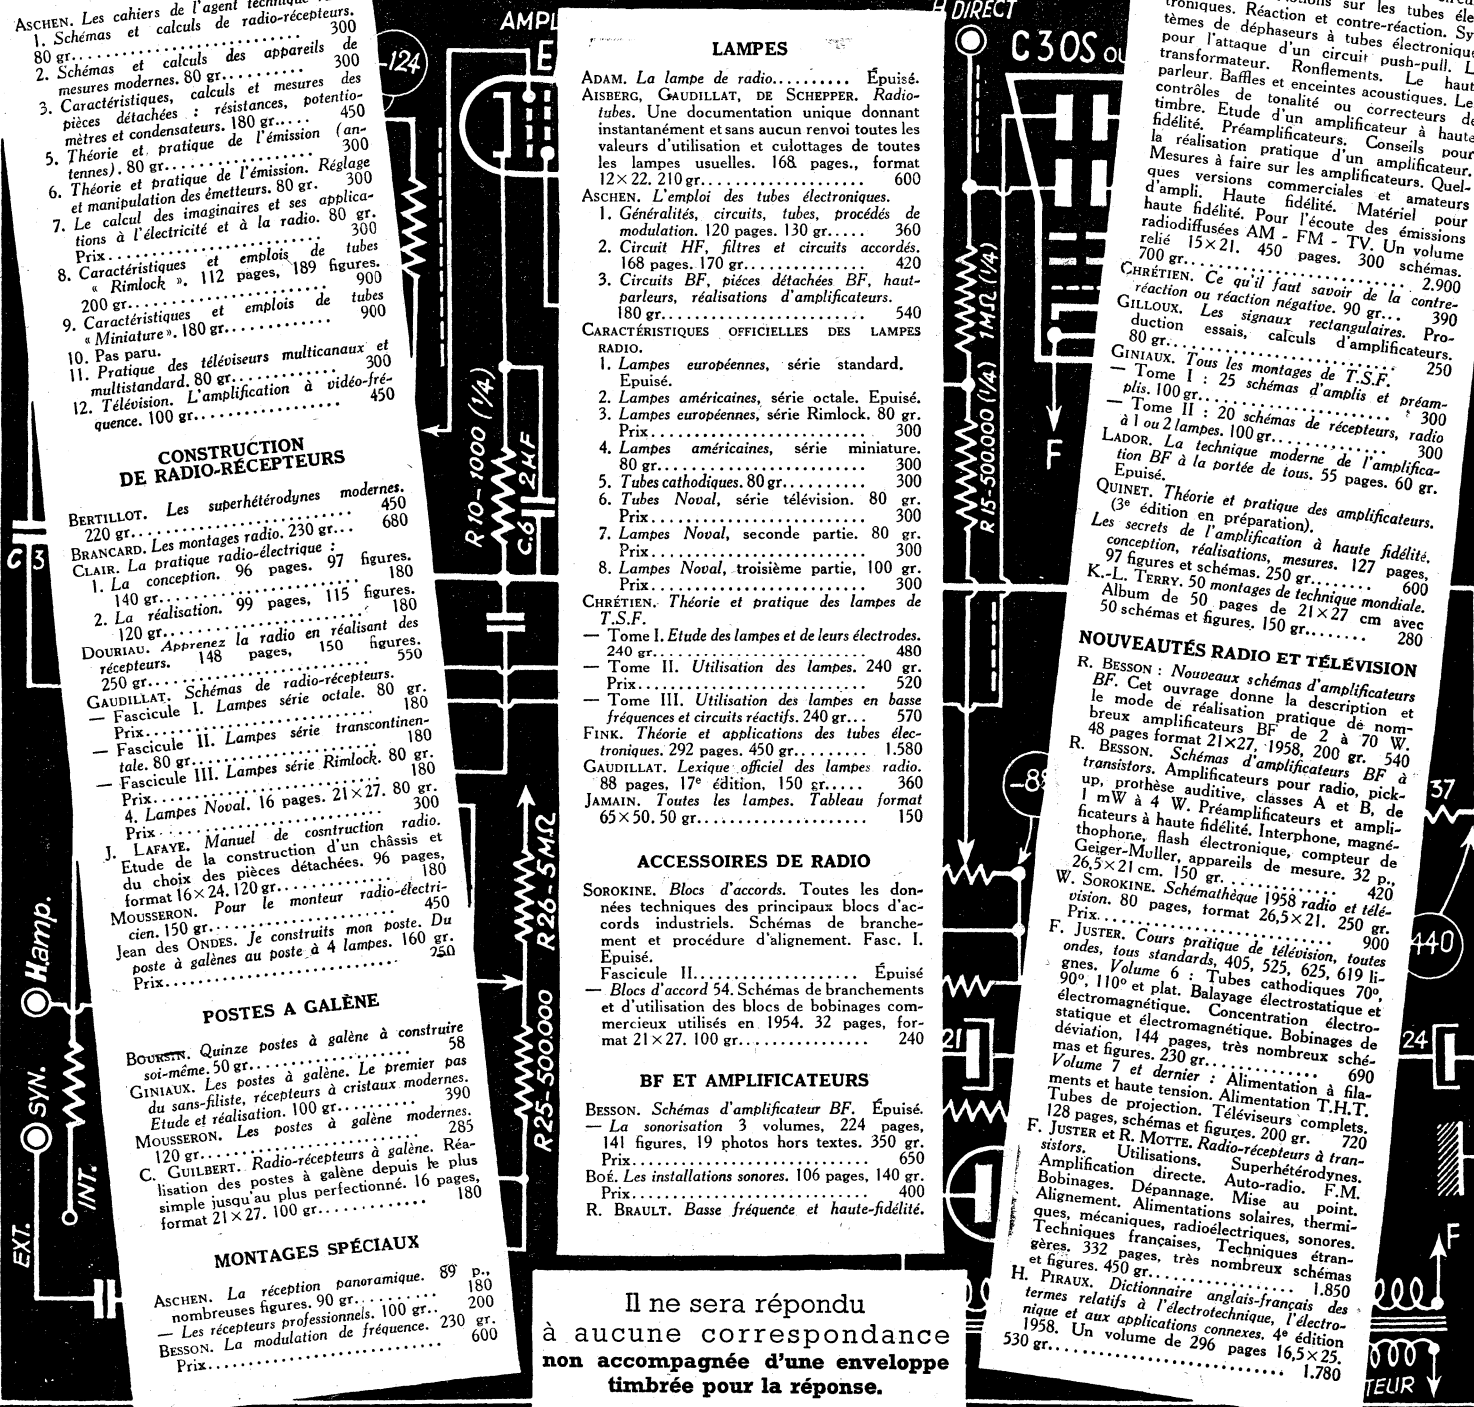 ASCHEN. Les cahiers de l'agent technique
1. Schémas et calculs de radio-récepteurs.
80 gr. 300
2. Schémas et calculs des appareils de
mesures modernes. 80 gr. 300
3. Caractéristiques, calculs et mesures des
pièces détachées : résistances, potentio-
mètres et condensateurs. 180 gr. 450
5. Théorie et pratique de l'émission (an-
tennes). 80 gr. 300
6. Théorie et pratique de l'émission. Réglage
et manipulation des émetteurs. 80 gr. 300
7. Le calcul des imaginaires et ses applica-
tions à l'électricité et à la radio. 80 gr.
Prix 300
8. Caractéristiques et emplois de tubes
« Rimlock ». 112 pages, 189 figures.
200 gr. 900
9. Caractéristiques et emplois de tubes
« Miniature ». 180 gr. 900
10. Pas paru.
11. Pratique des téléviseurs multicanaux et
multistandard. 80 gr. 300
12. Télévision. L'amplification à vidéo-fré-
quence. 100 gr. 450
CONSTRUCTION
DE RADIO-RÉCEPTEURS
BERTILLOT. Les superhétérodynes modernes.
220 gr. 450
BRANCARD. Les montages radio. 230 gr... 680
CLAIR. La pratique radio-électrique :
1. La conception. 96 pages. 97 figures.
140 gr. 180
2. La réalisation. 99 pages, 115 figures.
120 gr. 180
DOURIAU. Apprenez la radio en réalisant des
récepteurs. 148 pages, 150 figures.
250 gr. 550
GAUDILLAT. Schémas de radio-récepteurs.
— Fascicule I. Lampes série octale. 80 gr.
Prix 180
— Fascicule II. Lampes série transcontinen-
tale. 80 gr. 180
— Fascicule III. Lampes série Rimlock. 80 gr.
Prix 180
4. Lampes Noval. 16 pages. 21×27. 80 gr.
Prix 300
J. LAFAYE. Manuel de cosntruction radio.
Etude de la construction d'un châssis et
du choix des pièces détachées. 96 pages,
format 16×24. 120 gr. 180
MOUSSERON. Pour le monteur radio-électri-
cien. 150 gr. 450
Jean des ONDES. Je construits mon poste. Du
poste à galènes au poste à 4 lampes. 160 gr.
Prix 250
POSTES A GALÈNE
BOURSIN. Quinze postes à galène à construire
soi-même. 50 gr. 58
GINIAUX. Les postes à galène. Le premier pas
du sans-filiste, récepteurs à cristaux modernes.
Etude et réalisation. 100 gr. 390
MOUSSERON. Les postes à galène modernes.
120 gr. 285
C. GUILBERT. Radio-récepteurs à galène. Réa-
lisation des postes à galène depuis le plus
simple jusqu'au plus perfectionné. 16 pages,
format 21×27. 100 gr. 180
MONTAGES SPÉCIAUX
ASCHEN. La réception panoramique. 89 p.,
nombreuses figures. 90 gr. 180
— Les récepteurs professionnels. 100 gr.. 200
BESSON. La modulation de fréquence. 230 gr.
Prix 600
LAMPES
ADAM. La lampe de radio.......... Épuisé.
AISBERG, GAUDILLAT, DE SCHEPPER. Radio-
tubes. Une documentation unique donnant
instantanément et sans aucun renvoi toutes les
valeurs d'utilisation et culottages de toutes
les lampes usuelles. 168 pages., format
12×22. 210 gr. 600
ASCHEN. L'emploi des tubes électroniques.
1. Généralités, circuits, tubes, procédés de
modulation. 120 pages. 130 gr. 360
2. Circuit HF, filtres et circuits accordés.
168 pages. 170 gr. 420
3. Circuits BF, piéces détachées BF, haut-
parleurs, réalisations d'amplificateurs.
180 gr. 540
CARACTÉRISTIQUES OFFICIELLES DES LAMPES
RADIO.
1. Lampes européennes, série standard.
Epuisé.
2. Lampes américaines, série octale. Epuisé.
3. Lampes européennes, série Rimlock. 80 gr.
Prix 300
4. Lampes américaines, série miniature.
80 gr. 300
5. Tubes cathodiques. 80 gr. 300
6. Tubes Noval, série télévision. 80 gr.
Prix 300
7. Lampes Noval, seconde partie. 80 gr.
Prix 300
8. Lampes Noval, troisième partie, 100 gr.
Prix 300
CHRÉTIEN. Théorie et pratique des lampes de
T.S.F.
— Tome I. Etude des lampes et de leurs électrodes.
240 gr. 480
— Tome II. Utilisation des lampes. 240 gr.
Prix 520
— Tome III. Utilisation des lampes en basse
fréquences et circuits réactifs. 240 gr... 570
FINK. Théorie et applications des tubes élec-
troniques. 292 pages. 450 gr. 1.580
GAUDILLAT. Lexique officiel des lampes radio.
88 pages, 17e édition, 150 gr. 360
JAMAIN. Toutes les lampes. Tableau format
65×50. 50 gr. 150
ACCESSOIRES DE RADIO
SOROKINE. Blocs d'accords. Toutes les don-
nées techniques des principaux blocs d'ac-
cords industriels. Schémas de branche-
ment et procédure d'alignement. Fasc. I.
Epuisé.
Fascicule II. Épuisé
— Blocs d'accord 54. Schémas de branchements
et d'utilisation des blocs de bobinages com-
merciaux utilisés en 1954. 32 pages, for-
mat 21×27. 100 gr. 240
BF ET AMPLIFICATEURS
BESSON. Schémas d'amplificateur BF. Épuisé.
— La sonorisation 3 volumes, 224 pages,
141 figures, 19 photos hors textes. 350 gr.
Prix 650
BOÉ. Les installations sonores. 106 pages, 140 gr.
Prix 400
R. BRAULT. Basse fréquence et haute-fidélité.
Il ne sera répondu
à aucune correspondance
non accompagnée d'une enveloppe
timbrée pour la réponse.
sur les tubes élec-
troniques. Réaction et contre-réaction. Sy
tèmes de déphaseurs à tubes électronique
pour l'attaque d'un circuit push-pull. L
transformateur. Ronflements. Le haut
parleur. Baffles et enceintes acoustiques. Le
contrôles de tonalité ou correcteurs de
timbre. Etude d'un amplificateur à haute
fidélité. Préamplificateurs. Conseils pour
la réalisation pratique d'un amplificateur.
Mesures à faire sur les amplificateurs. Quel-
ques versions commerciales et amateurs
d'ampli. Haute fidélité. Matériel pour
haute fidélité. Pour l'écoute des émissions
radiodiffusées AM - FM - TV. Un volume
relié 15×21. 450 pages. 300 schémas.
700 gr. 2.900
CHRÉTIEN. Ce qu'il faut savoir de la contre-
réaction ou réaction négative. 90 gr... 390
GILLOUX. Les signaux rectangulaires. Pro-
duction essais, calculs d'amplificateurs.
80 gr. 250
GINIAUX. Tous les montages de T.S.F.
— Tome I : 25 schémas d'amplis et préam-
plis. 100 gr. 300
— Tome II : 20 schémas de récepteurs, radio
à 1 ou 2 lampes. 100 gr. 300
LADOR. La technique moderne de l'amplifica-
tion BF à la portée de tous. 55 pages. 60 gr.
Epuisé.
QUINET. Théorie et pratique des amplificateurs.
(3e édition en préparation).
Les secrets de l'amplification à haute fidélité,
conception, réalisations, mesures. 127 pages,
97 figures et schémas. 250 gr. 600
K.-L. TERRY. 50 montages de technique mondiale.
Album de 50 pages de 21×27 cm avec
50 schémas et figures. 150 gr. 280
NOUVEAUTÉS RADIO ET TÉLÉVISION
R. BESSON : Nouveaux schémas d'amplificateurs
BF. Cet ouvrage donne la description et
le mode de réalisation pratique de nom-
breux amplificateurs BF de 2 à 70 W.
48 pages format 21×27, 1958, 200 gr. 540
R. BESSON. Schémas d'amplificateurs BF à
transistors. Amplificateurs pour radio, pick-
up, prothèse auditive, classes A et B, de
1 mW à 4 W. Préamplificateurs et ampli-
ficateurs à haute fidélité. Interphone, magné-
thophone, flash électronique, compteur de
Geiger-Muller, appareils de mesure. 32 p.,
26,5×21 cm. 150 gr. 420
W. SOROKINE. Schémathèque 1958 radio et télé-
vision. 80 pages, format 26,5×21. 250 gr.
Prix 900
F. JUSTER. Cours pratique de télévision, toutes
ondes, tous standards, 405, 525, 625, 619 li-
gnes. Volume 6 : Tubes cathodiques 70°,
90°, 110° et plat. Balayage électrostatique et
électromagnétique. Concentration électro-
statique et électromagnétique. Bobinages de
déviation, 144 pages, très nombreux sché-
mas et figures. 230 gr. 690
Volume 7 et dernier : Alimentation à fila-
ments et haute tension. Alimentation T.H.T.
Tubes de projection. Téléviseurs complets.
128 pages, schémas et figures. 200 gr. 720
F. JUSTER et R. MOTTE. Radio-récepteurs à tran-
sistors. Utilisations. Superhétérodynes.
Amplification directe. Auto-radio. F.M.
Bobinages. Dépannage. Mise au point.
Alignement. Alimentations solaires, thermi-
ques, mécaniques, radioélectriques, sonores.
Techniques françaises, Techniques étran-
gères. 332 pages, très nombreux schémas
et figures. 450 gr. 1.850
H. PIRAUX. Dictionnaire anglais-français des
termes relatifs à l'électrotechnique, l'électro-
nique et aux applications connexes. 4e édition
1958. Un volume de 296 pages 16,5×25.
530 gr. 1.780
AMPL
E
-124
R.10-1000 (1/4)
C.6 2 MF
C 3
Hamp.
SYN.
INT.
EXT.
R26-5MΩ
R25-500.000
DIRECT
C30S ou
1MΩ (1/4)
R15-500.000 (1/4)
F
-8
21
37
440
24
F
TEUR